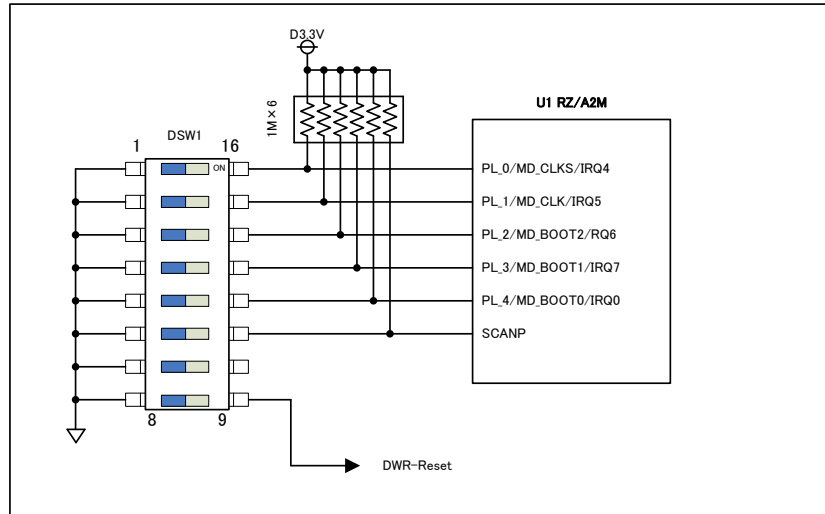 D3.3V
1M×6
U1 RZ/A2M
DSW1
1
16
ON
PL_0/MD_CLKS/IRQ4
PL_1/MD_CLK/IRQ5
PL_2/MD_BOOT2/RQ6
PL_3/MD_BOOT1/IRQ7
PL_4/MD_BOOT0/IRQ0
SCANP
8
9
DWR-Reset